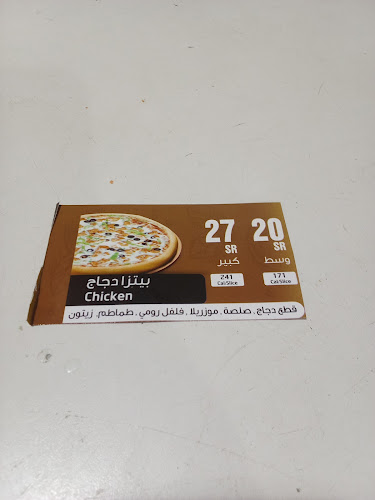 27 20
SR SR
كبير وسط
241 171
Cal/Slice Cal/Slice
بيتزا دجاج
Chicken
قطع دجاج . صلصة . موزريلا . فلفل رومي . طماطم . زيتون